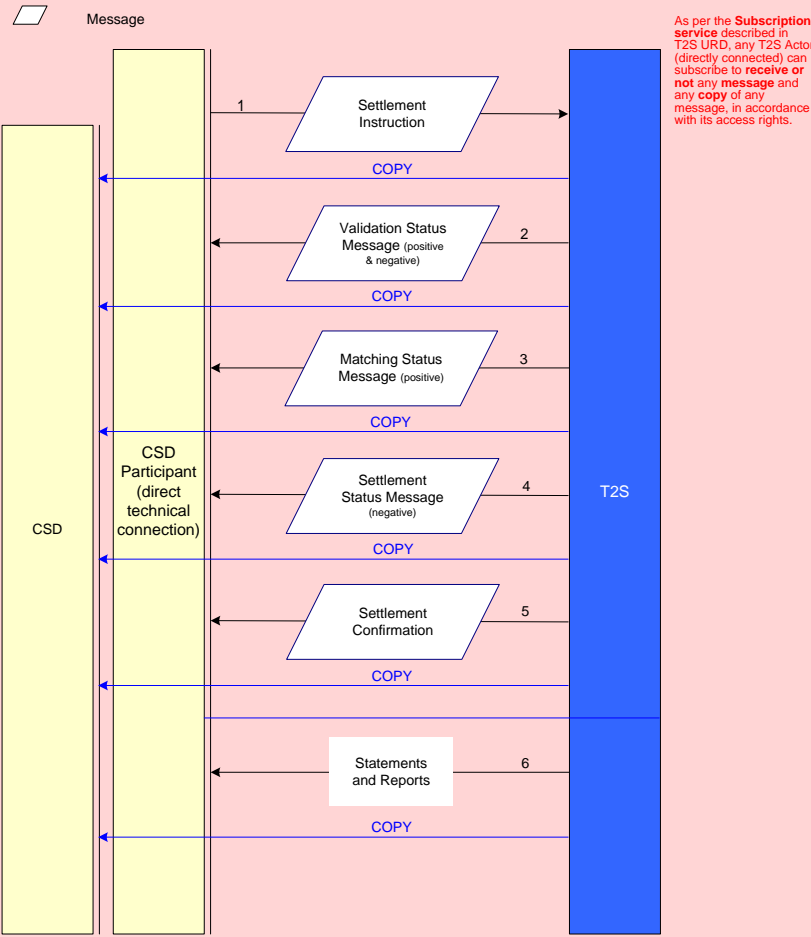 Message
As per the Subscription
service described in
T2S URD, any T2S Actor
(directly connected) can
subscribe to receive or
not any message and
any copy of any
message, in accordance
with its access rights.
1
Settlement
Instruction
COPY
Validation Status
Message (positive
& negative)
2
COPY
Matching Status
Message (positive)
3
COPY
CSD
Participant
(direct
technical
connection)
Settlement
Status Message
(negative)
4
T2S
CSD
COPY
Settlement
Confirmation
5
COPY
Statements
and Reports
6
COPY